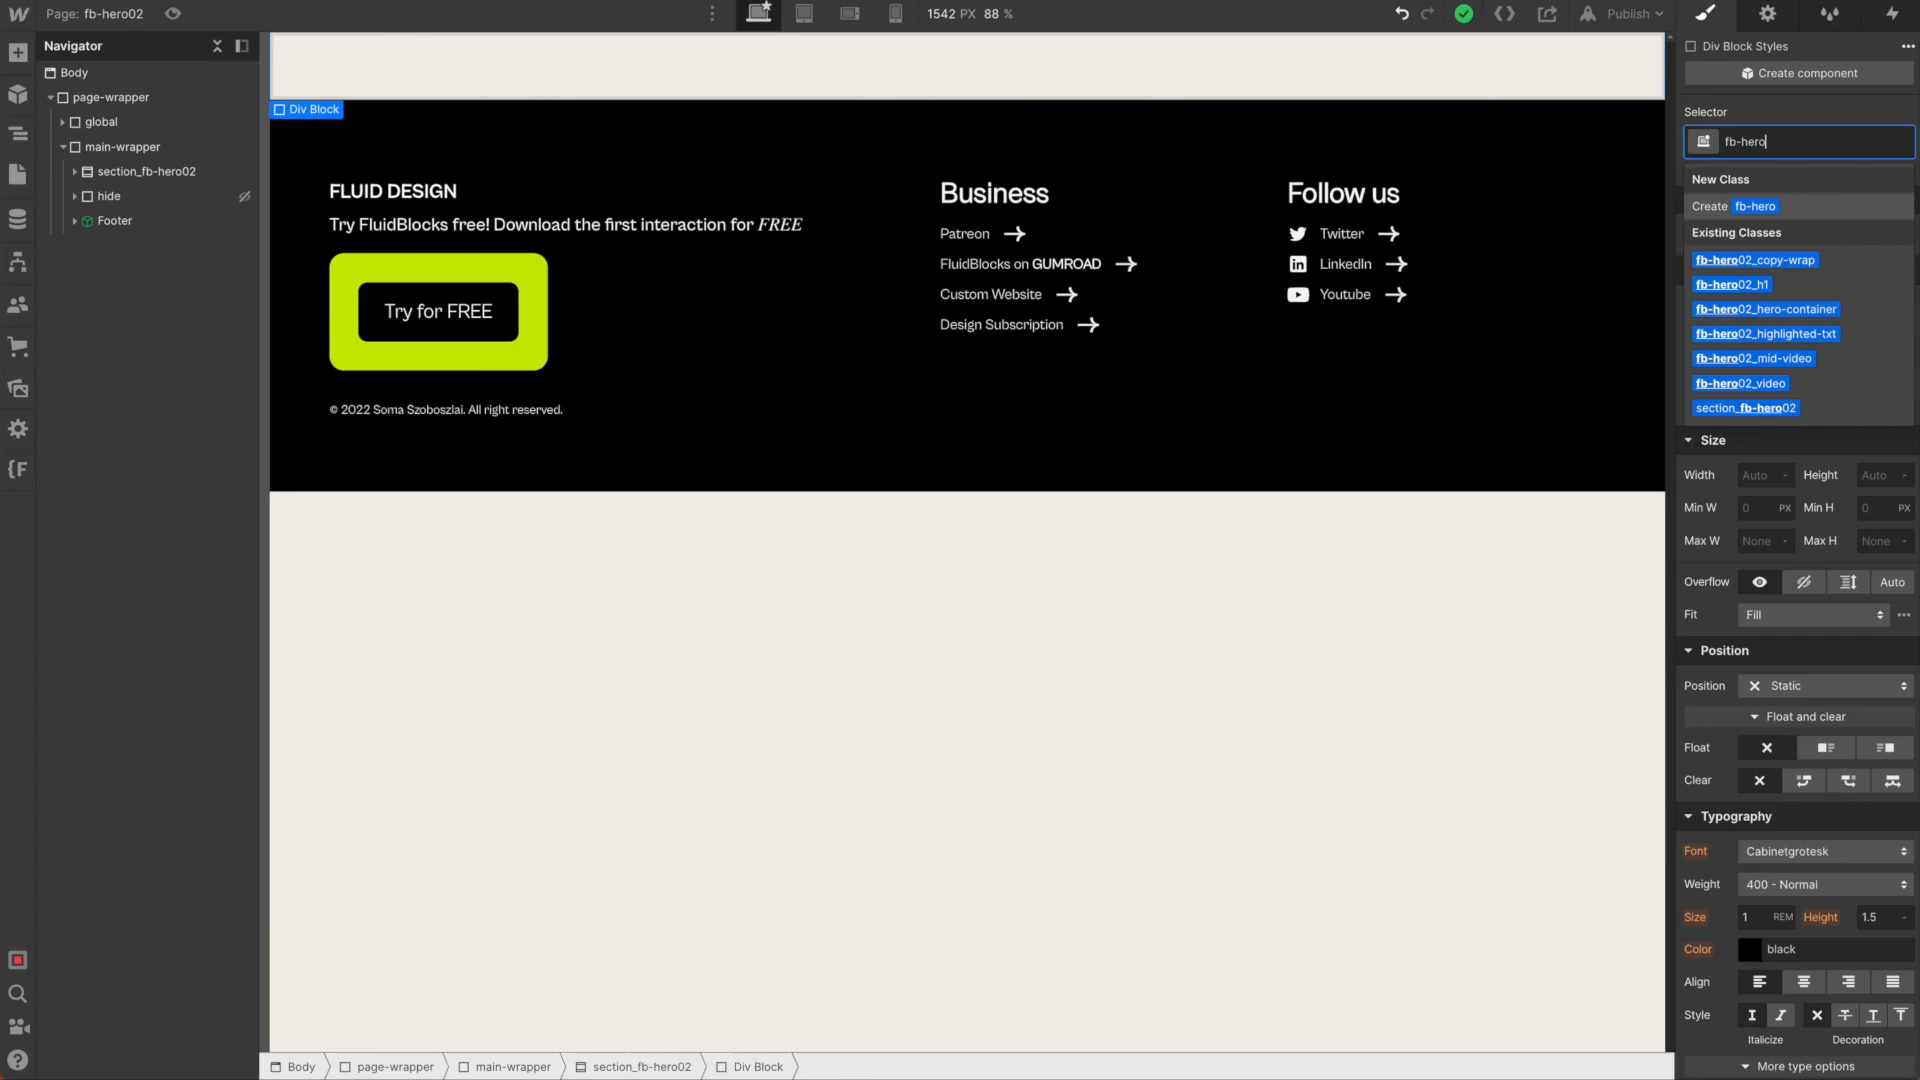 Page: fb-hero02
1542 PX 88 %
Publish
Navigator
Body
page-wrapper
global
main-wrapper
section_fb-hero02
hide
Footer
Div Block
FLUID DESIGN
Try FluidBlocks free! Download the first interaction for FREE
Try for FREE
© 2022 Soma Szoboszlai. All right reserved.
Business
Patreon
FluidBlocks on GUMROAD
Custom Website
Design Subscription
Follow us
Twitter
LinkedIn
Youtube
Div Block Styles
Create component
Selector
fb-hero
New Class
Create fb-hero
Existing Classes
fb-hero02_copy-wrap
fb-hero02_h1
fb-hero02_hero-container
fb-hero02_highlighted-txt
fb-hero02_mid-video
fb-hero02_video
section_fb-hero02
Size
Width Auto - Height Auto -
Min W 0 PX Min H 0 PX
Max W None - Max H None -
Overflow Auto
Fit Fill
Position
Position Static
Float and clear
Float
Clear
Typography
Font Cabinetgrotesk
Weight 400 - Normal
Size 1 REM Height 1.5 -
Color black
Align
Style
Italicize Decoration
More type options
Body page-wrapper main-wrapper section_fb-hero02 Div Block